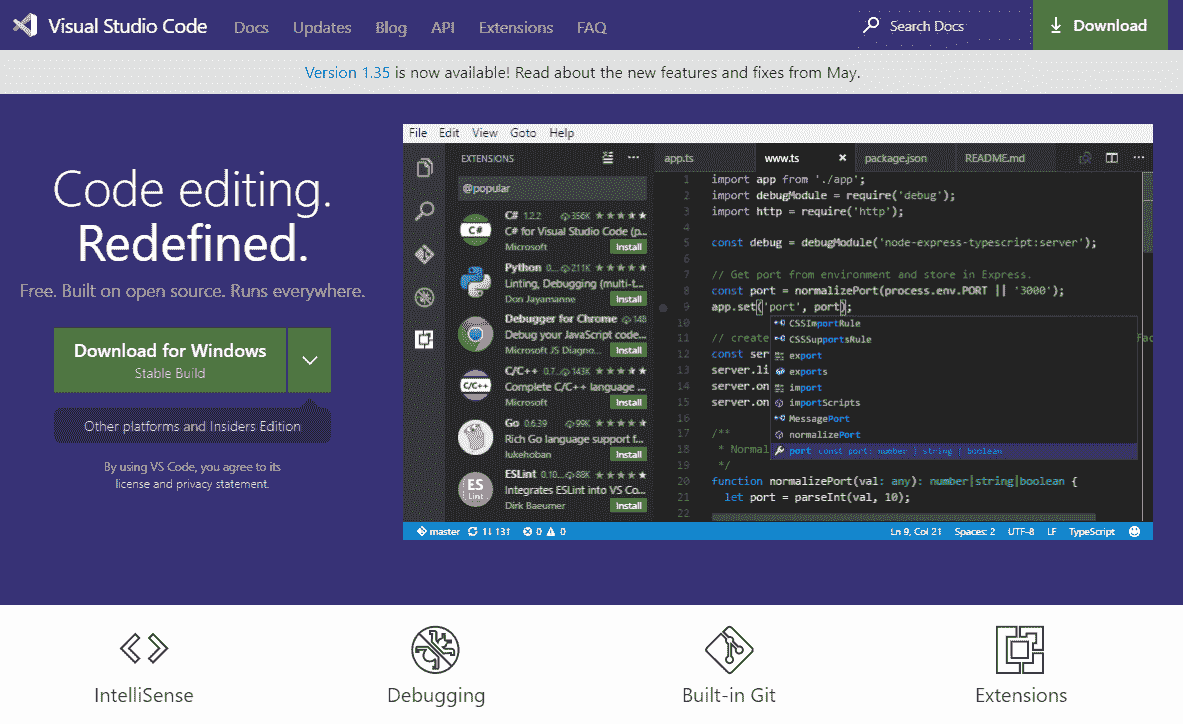 Visual Studio Code Docs Updates Blog API Extensions FAQ Search Docs Download
Version 1.35 is now available! Read about the new features and fixes from May.
Code editing.
Redefined.
Free. Built on open source. Runs everywhere.
Download for Windows
Stable Build
Other platforms and Insiders Edition
By using VS Code, you agree to its
license and privacy statement.
File Edit View Goto Help
EXTENSIONS
@popular
C# 1.2.2 356K
C# for Visual Studio Code (p...
Microsoft Install
Python 0... 211K
Linting, Debugging (multi-t...
Don Jayamanne Install
Debugger for Chrome 148
Debug your JavaScript code...
Microsoft JS Diagno... Install
C/C++ 0.7... 143K
Complete C/C++ language ...
Microsoft Install
Go 0.6.39 99K
Rich Go language support f...
lukehoban Install
ESLint 0.10... 88K
Integrates ESLint into VS Co...
Dirk Baeumer Install
C#
C/C++
GO
ES
Lint
app.ts www.ts package.json README.md
1 import app from './app';
2 import debugModule = require('debug');
3 import http = require('http');
4
5 const debug = debugModule('node-express-typescript:server');
6
7 // Get port from environment and store in Express.
8 const port = normalizePort(process.env.PORT || '3000');
9 app.set('port', port);
10
11 // create fac
12 const ser
13 server.li
14 server.on
15 server.on
16
17 /**
18 * Normal
19 */
20 function normalizePort(val: any): number|string|boolean {
21 let port = parseInt(val, 10);
22
CSSImportRule
CSSSupportsRule
export
exports
import
importScripts
MessagePort
normalizePort
port const port: number | string | boolean
master 1↓ 13↑ 0 0 Ln 9, Col 21 Spaces: 2 UTF-8 LF TypeScript
IntelliSense
Debugging
Built-in Git
Extensions